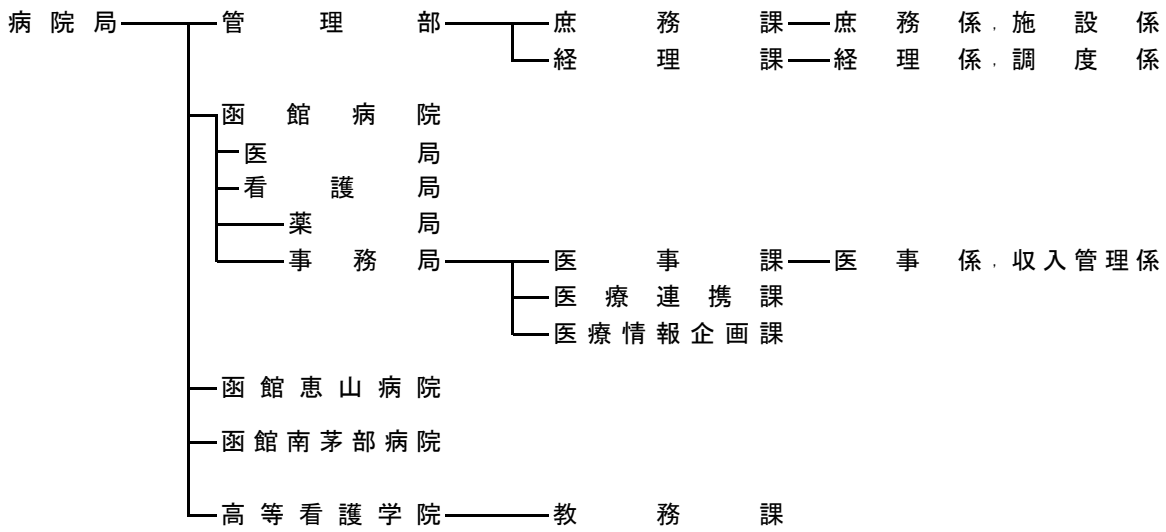 病院局 管理部 庶務課 庶務係，施設係
経理課 経理係，調度係
函館病院
医局
看護局
薬局
事務局 医事課 医事係，収入管理係
医療連携課
医療情報企画課
函館恵山病院
函館南茅部病院
高等看護学院 教務課